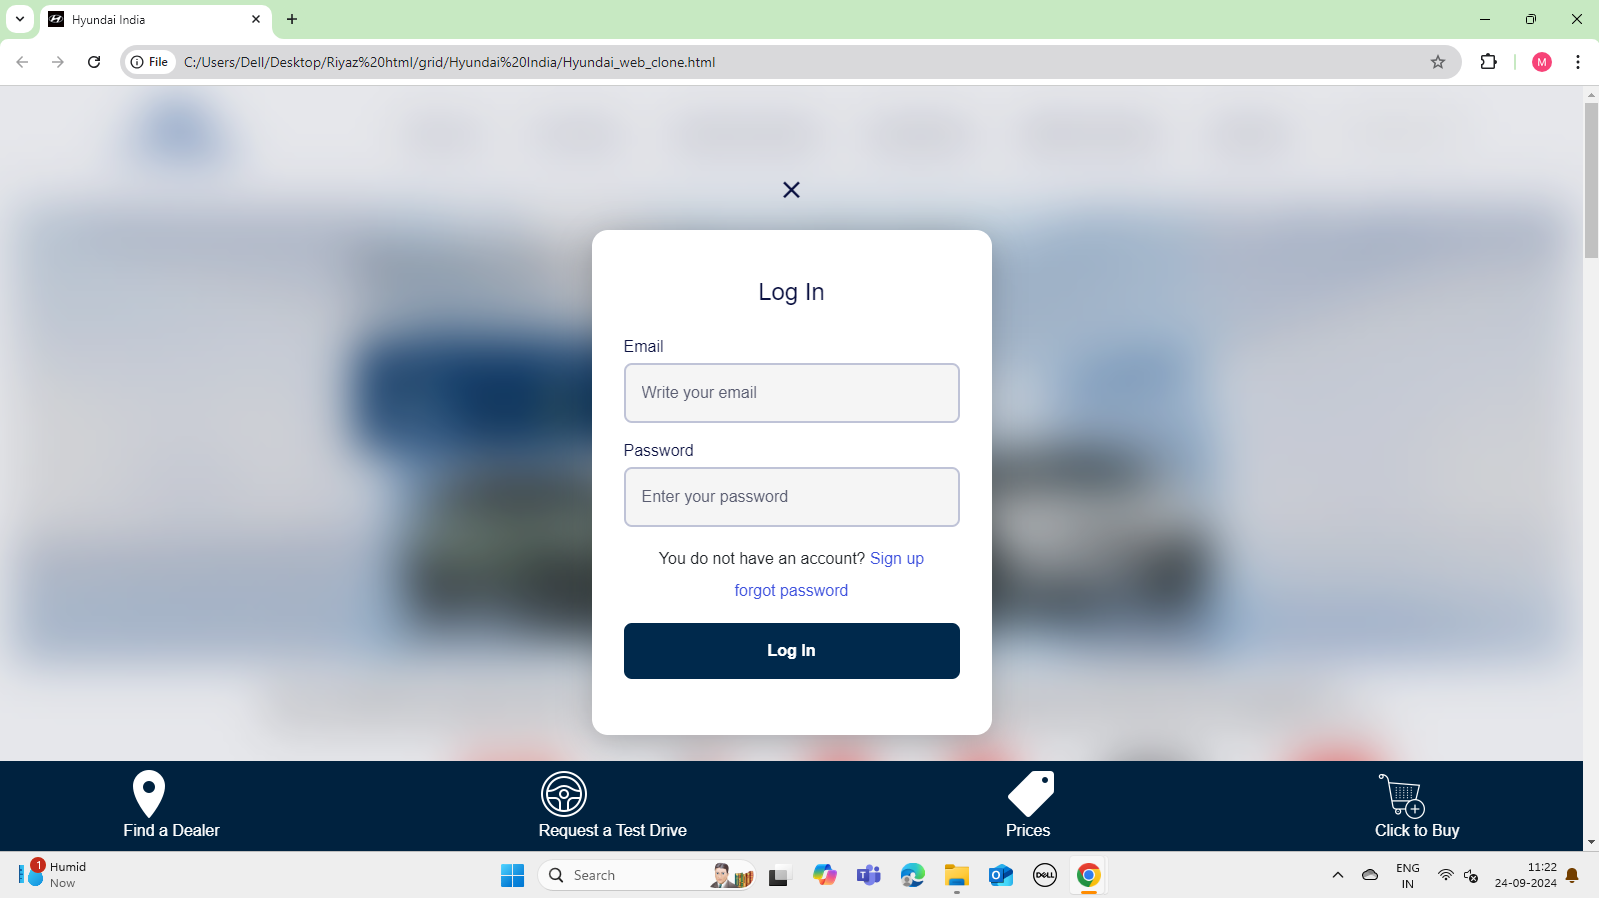 Hyundai India
File
C:/Users/Dell/Desktop/Riyaz%20html/grid/Hyundai%20India/Hyundai_web_clone.html
M
Log In
Email
Write your email
Password
Enter your password
You do not have an account? Sign up
forgot password
Log In
Find a Dealer
Request a Test Drive
Prices
Click to Buy
1
Humid
Now
Search
DELL
ENG
IN
11:22
24-09-2024